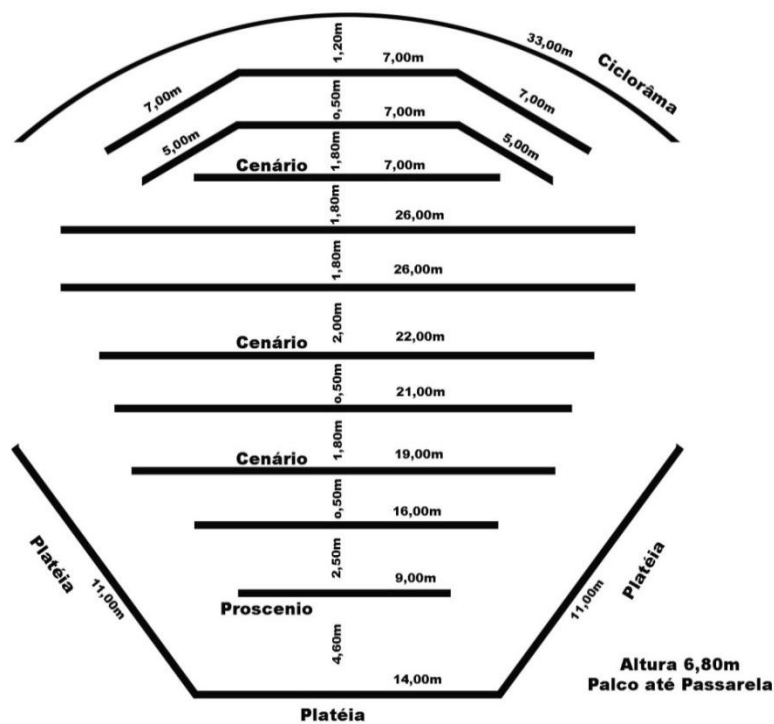 33,00m
Ciclorâma
1,20m
7,00m
7,00m
7,00m
o,50m
7,00m
5,00m
5,00m
1,80m
Cenário
7,00m
1,80m
26,00m
1,80m
26,00m
2,00m
Cenário
22,00m
o,50m
21,00m
1,80m
Cenário
19,00m
o,50m
16,00m
Platéia
11,00m
2,50m
9,00m
Proscenio
11,00m
Platéia
4,60m
14,00m
Platéia
Altura 6,80m
Palco até Passarela